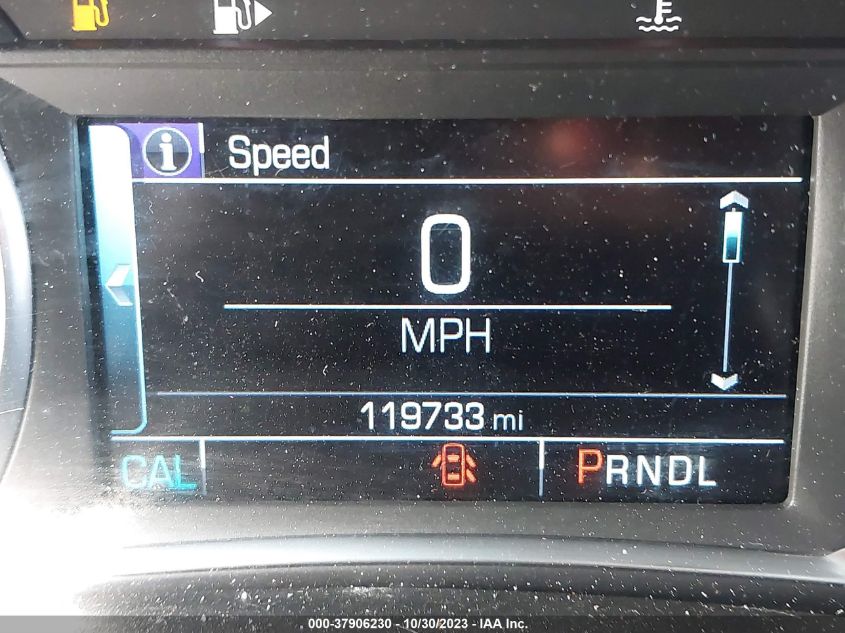 Speed
0
MPH
119733 mi
CAL
PRNDL
000-37906230 - 10/30/2023 - IAA Inc.